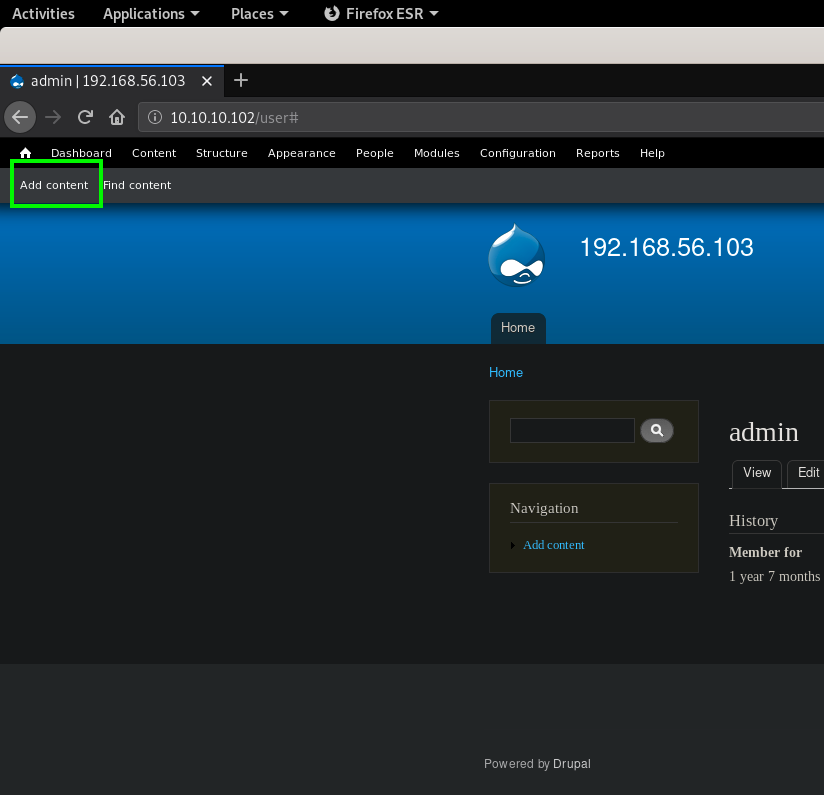 Activities Applications Places Firefox ESR
admin | 192.168.56.103
10.10.10.102/user#
Dashboard Content Structure Appearance People Modules Configuration Reports Help
Add content Find content
192.168.56.103
Home
Home
admin
View Edit
Navigation
Add content
History
Member for
1 year 7 months
Powered by Drupal